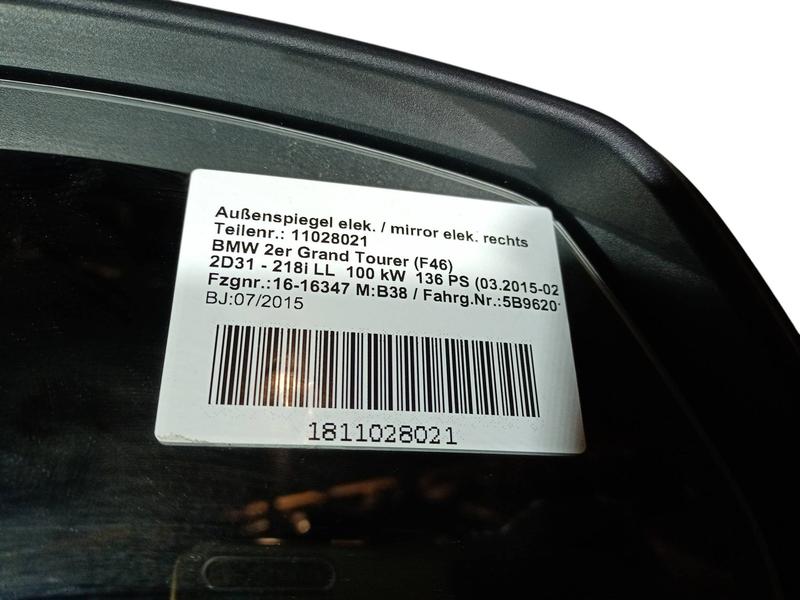 Außenspiegel elek. / mirror elek. rechts
Teilenr.: 11028021
BMW 2er Grand Tourer (F46)
2D31 - 218i LL 100 kW 136 PS (03.2015-02
Fzgnr.:16-16347 M:B38 / Fahrg.Nr.:5B9620
BJ:07/2015
1811028021